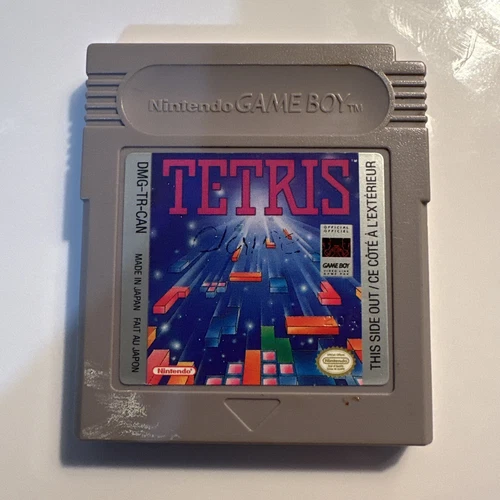 Nintendo GAME BOY TM
TETRIS
DMG-TR-CAN
MADE IN JAPAN FAIT AU JAPON
OFFICIAL
OFFICIEL
GAME BOY
THIS SIDE OUT / CE CÔTÉ À L'EXTÉRIEUR
Nintendo